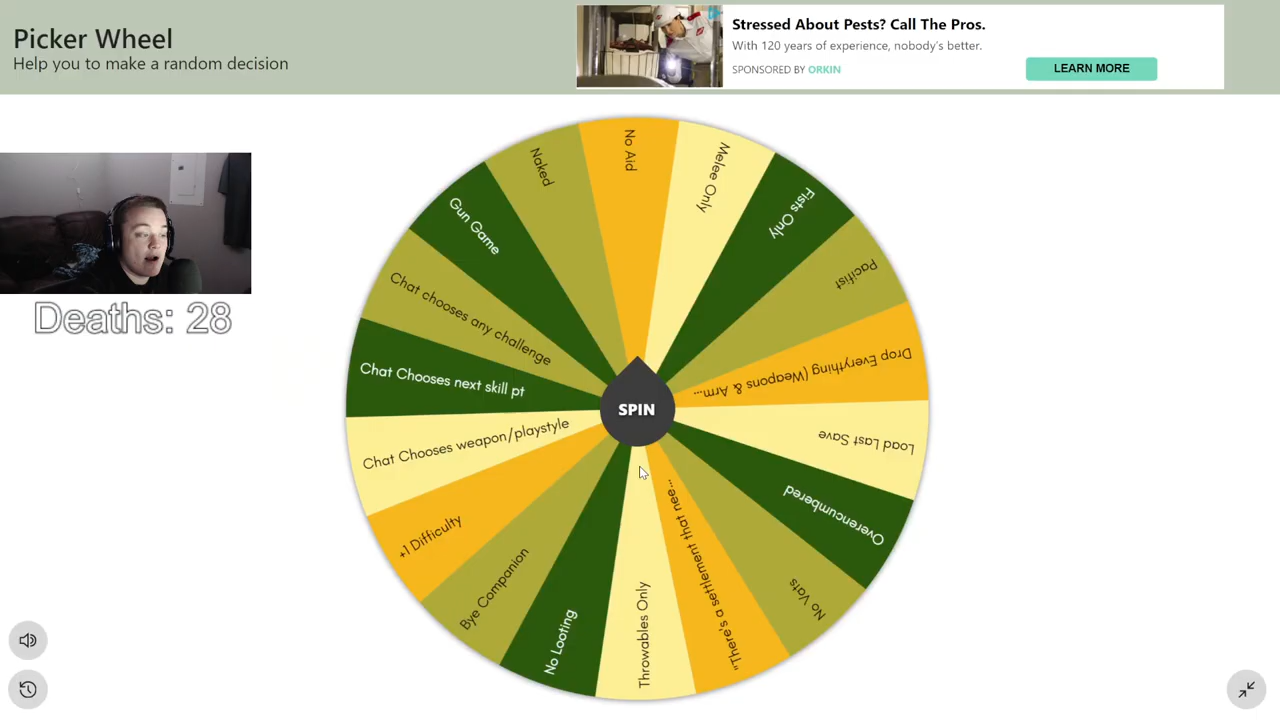 Picker Wheel
Help you to make a random decision
Stressed About Pests? Call The Pros.
With 120 years of experience, nobody's better.
SPONSORED BY ORKIN
LEARN MORE
Deaths: 28
No Aid
Melee Only
Fists Only
Pacifist
Drop Everything (Weapons & Arm...
Load Last Save
Overencumbered
No Vats
"There's a settlement that nee...
Throwables Only
No Looting
Bye Companion
+1 Difficulty
Chat Chooses weapon/playstyle
Chat Chooses next skill pt
Chat chooses any challenge
Gun Game
Naked
SPIN